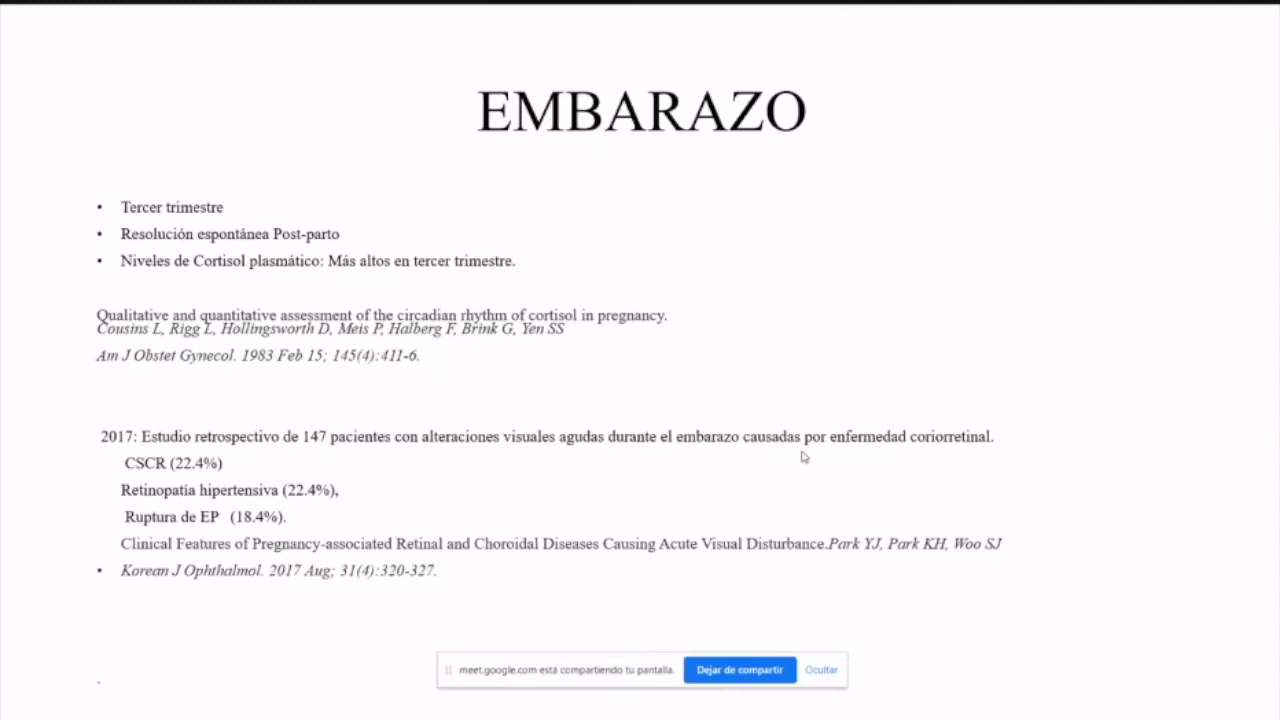 EMBARAZO
• Tercer trimestre
• Resolución espontánea Post-parto
• Niveles de Cortisol plasmático: Más altos en tercer trimestre.
Qualitative and quantitative assessment of the circadian rhythm of cortisol in pregnancy.
Cousins L, Rigg L, Hollingsworth D, Meis P, Halberg F, Brink G, Yen SS
Am J Obstet Gynecol. 1983 Feb 15; 145(4):411-6.
2017: Estudio retrospectivo de 147 pacientes con alteraciones visuales agudas durante el embarazo causadas por enfermedad coriorretinal.
CSCR (22.4%)
Retinopatía hipertensiva (22.4%),
Ruptura de EP (18.4%).
Clinical Features of Pregnancy-associated Retinal and Choroidal Diseases Causing Acute Visual Disturbance.Park YJ, Park KH, Woo SJ
• Korean J Ophthalmol. 2017 Aug; 31(4):320-327.
meet.google.com está compartiendo tu pantalla. Dejar de compartir Ocultar
.